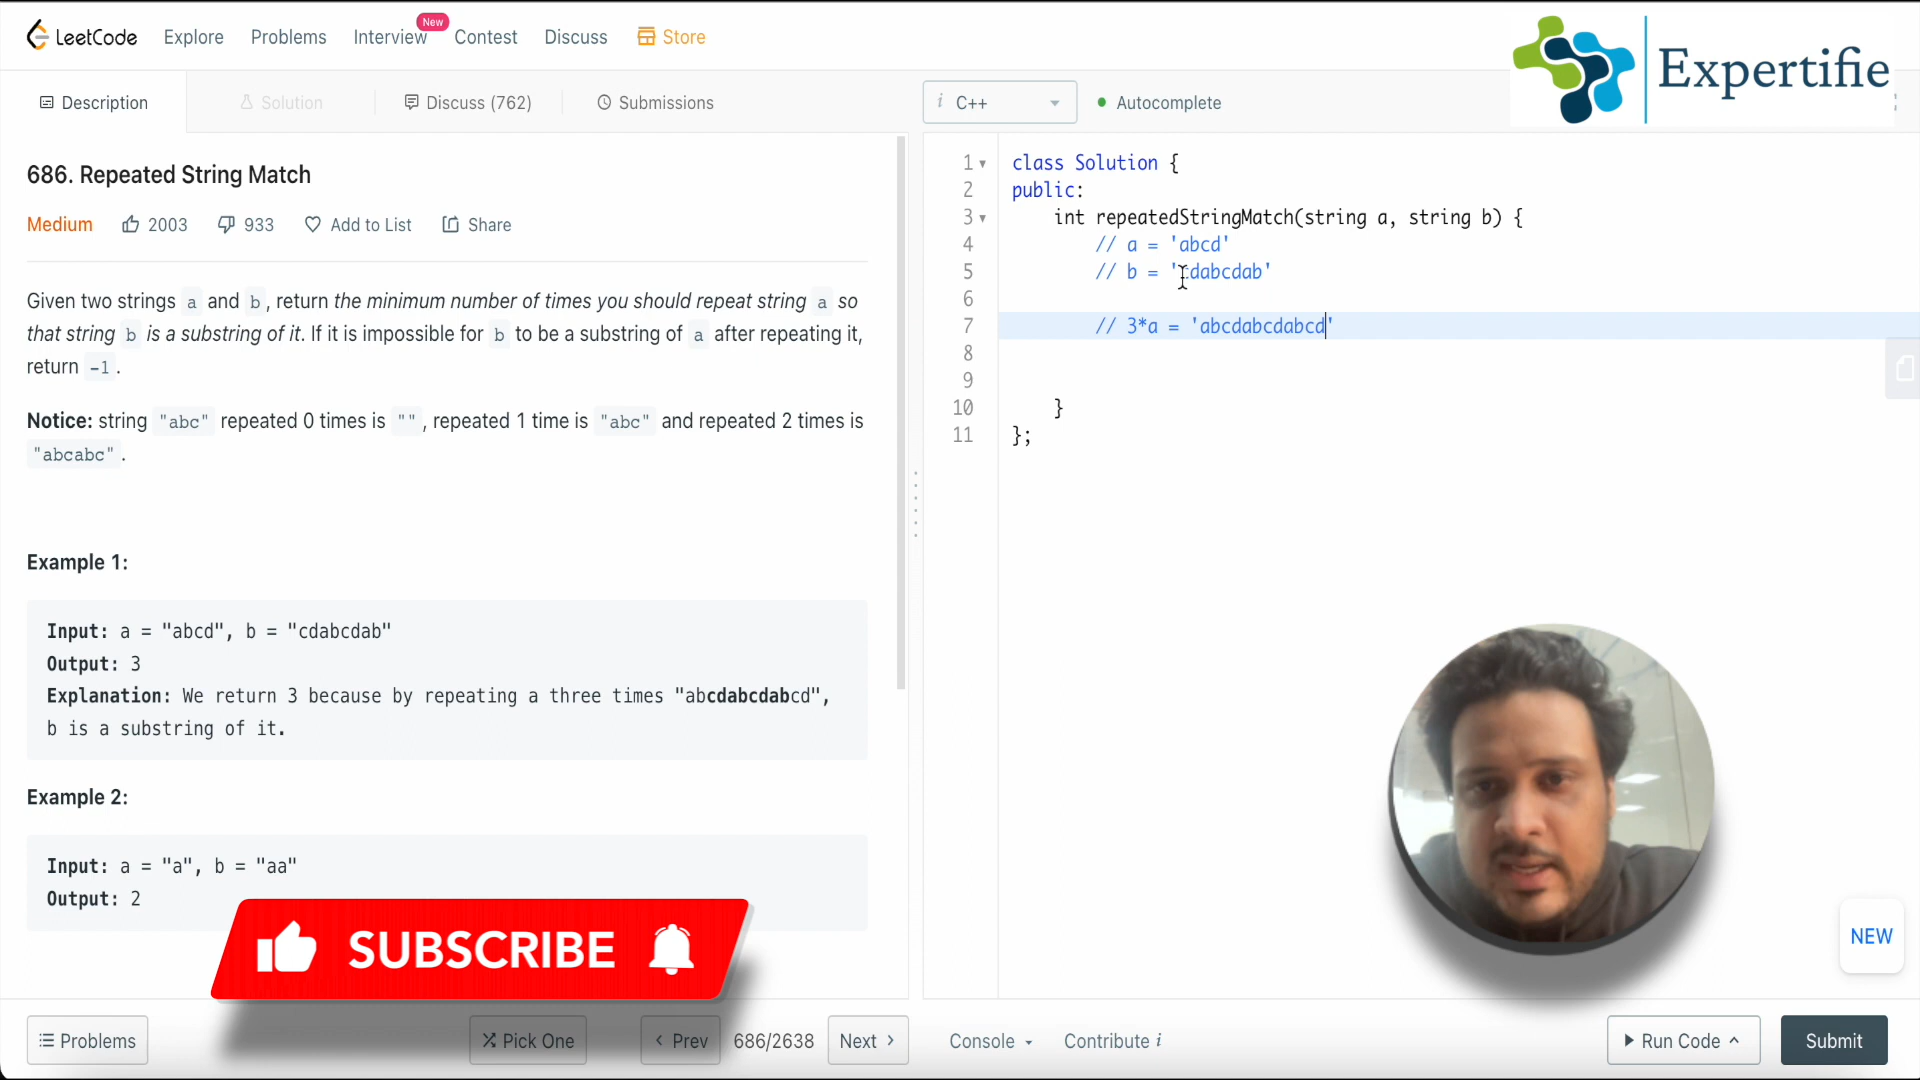 LeetCode Explore Problems Interview New Contest Discuss Store
Expertifie
Description Solution Discuss (762) Submissions
i C++ Autocomplete
686. Repeated String Match
Medium 2003 933 Add to List Share
Given two strings a and b, return the minimum number of times you should repeat string a so
that string b is a substring of it. If it is impossible for b to be a substring of a after repeating it,
return -1.
Notice: string "abc" repeated 0 times is "", repeated 1 time is "abc" and repeated 2 times is
"abcabc".
Example 1:
Input: a = "abcd", b = "cdabcdab"
Output: 3
Explanation: We return 3 because by repeating a three times "abcdabcdabcd",
b is a substring of it.
Example 2:
Input: a = "a", b = "aa"
Output: 2
SUBSCRIBE
1 class Solution {
2 public:
3 int repeatedStringMatch(string a, string b) {
4 // a = 'abcd'
5 // b = 'cdabcdab'
6
7 // 3*a = 'abcdabcdabcd'
8
9
10 }
11 };
NEW
Problems Pick One < Prev 686/2638 Next > Console Contribute i Run Code Submit